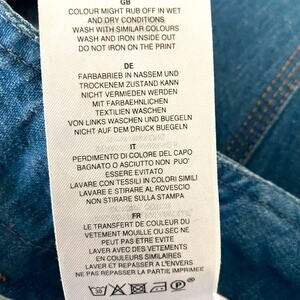 GB
COLOUR MIGHT RUB OFF IN WET
AND DRY CONDITIONS
WASH WITH SIMILAR COLOURS
WASH AND IRON INSIDE OUT
DO NOT IRON ON THE PRINT
DE
FARBABRIEB IN NASSEM UND
TROCKENEM ZUSTAND KANN
NICHT VERMIEDEN WERDEN
MIT FARBAEHNLICHEN
TEXTILIEN WASCHEN
VON LINKS WASCHEN UND BUEGELN
NICHT AUF DEM DRUCK BUEGELN
IT
PERDIMENTO DI COLORE DEL CAPO
BAGNATO O ASCIUTTO NON PUO'
ESSERE EVITATO
LAVARE CON TESSILI IN COLORI SIMILI
LAVARE E STIRARE AL ROVESCIO
NON STIRARE SULLA STAMPA
FR
LE TRANSFERT DE COULEUR DU
VETEMENT MOUILLE OU SEC NE
PEUT PAS ETRE EVITE
LAVER AVEC DES VETEMENTS
EN COULEURS SIMILAIRES
LAVER ET REPASSER A L'ENVERS
NE PAS REPASSER LA PARTIE IMPRIMEE
30